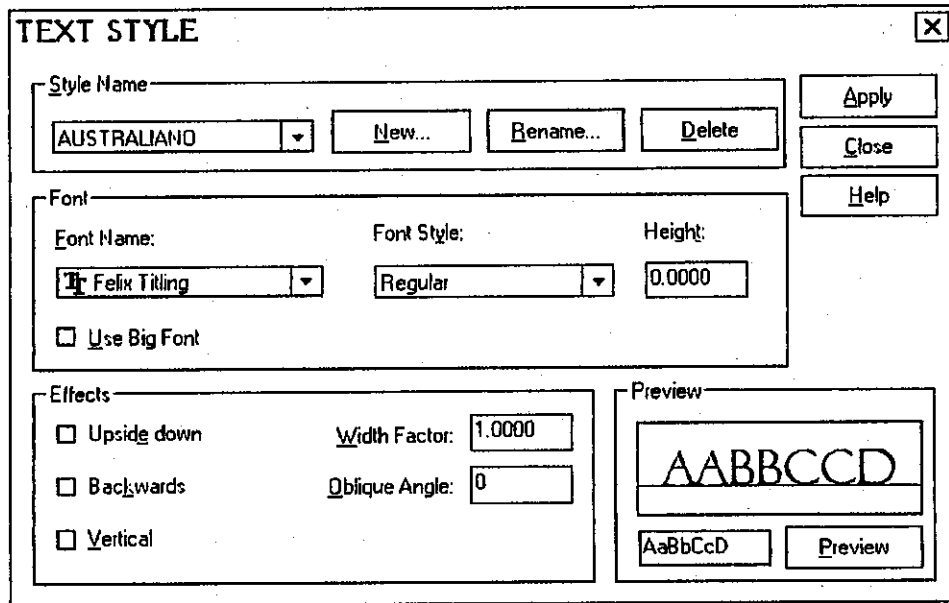 TEXT STYLE
Style Name
AUSTRALIANO
New...
Rename...
Delete
Apply
Close
Help
Font
Font Name:
Font Style:
Height:
Felix Titling
Regular
0.0000
Use Big Font
Effects
Upside down
Width Factor:
1.0000
Backwards
Oblique Angle:
0
Vertical
Preview
AABBCCD
AaBbCcD
Preview